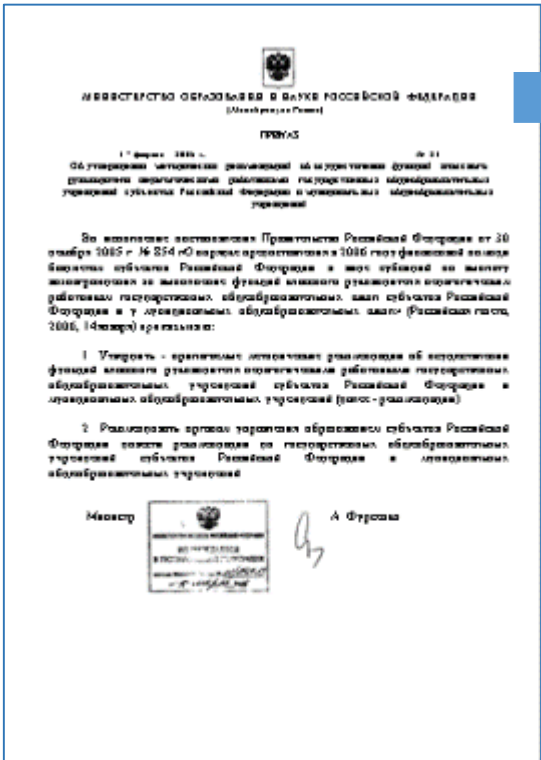 МИНИСТЕРСТВО ОБРАЗОВАНИЯ И НАУКИ РОССИЙСКОЙ ФЕДЕРАЦИИ
(Минобрнауки России)
ПРИКАЗ
февраля 2006 г. № 21
Об утверждении методических рекомендаций об осуществлении функций классного
руководителя педагогическими работниками государственных общеобразовательных
учреждений субъектов Российской Федерации и муниципальных общеобразовательных
учреждений
Во исполнение постановления Правительства Российской Федерации от 30
декабря 2005 г. № 854 «О порядке предоставления в 2006 году финансовой помощи
бюджетам субъектов Российской Федерации в виде субсидий на выплату
вознаграждения за выполнение функций классного руководителя педагогическим
работникам государственных общеобразовательных школ субъектов Российской
Федерации и муниципальных общеобразовательных школ» (Российская газета,
2006, 14 января) приказываю:
1 Утвердить - прилагаемые методические рекомендации об осуществлении
функций классного руководителя педагогическими работниками государственных
общеобразовательных учреждений субъектов Российской Федерации и
муниципальных общеобразовательных учреждений (далее - рекомендации)
2 Рекомендовать органам управления образованием субъектов Российской
Федерации довести рекомендации до государственных общеобразовательных
учреждений субъектов Российской Федерации и муниципальных
общеобразовательных учреждений
Министр А Фурсенко